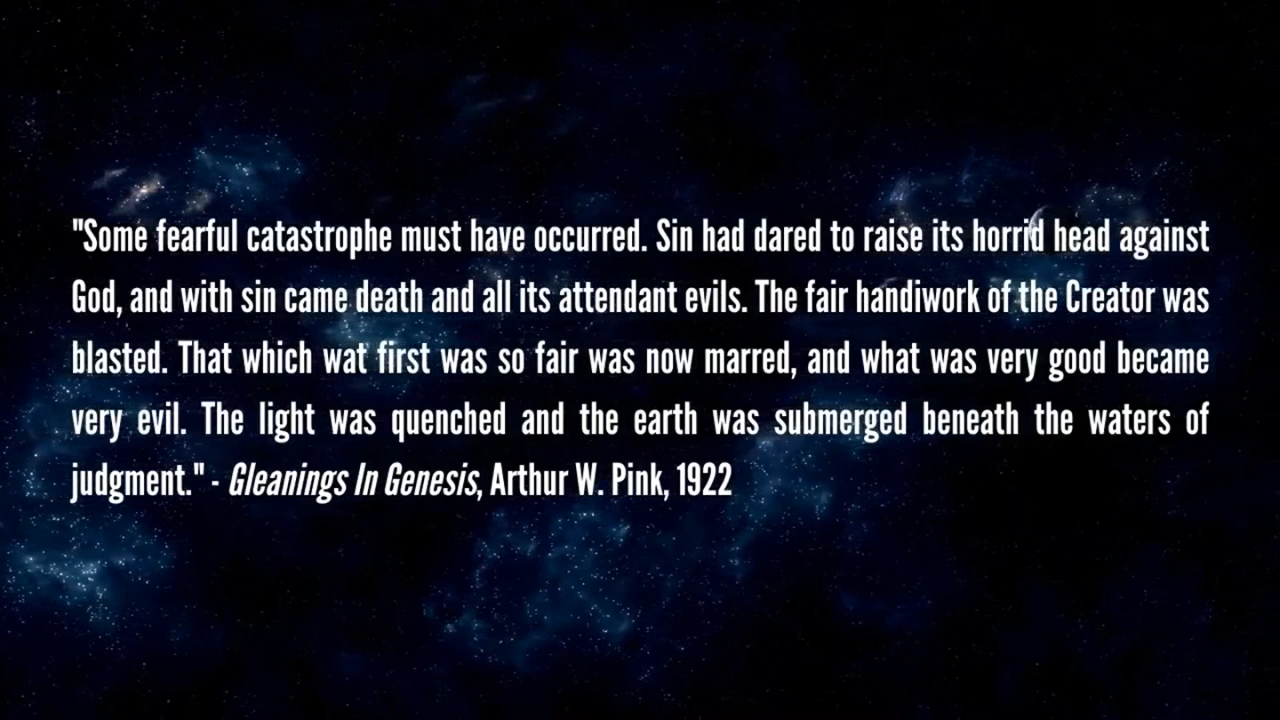 "Some fearful catastrophe must have occurred. Sin had dared to raise its horrid head against
God, and with sin came death and all its attendant evils. The fair handiwork of the Creator was
blasted. That which wat first was so fair was now marred, and what was very good became
very evil. The light was quenched and the earth was submerged beneath the waters of
judgment." - Gleanings In Genesis, Arthur W. Pink, 1922